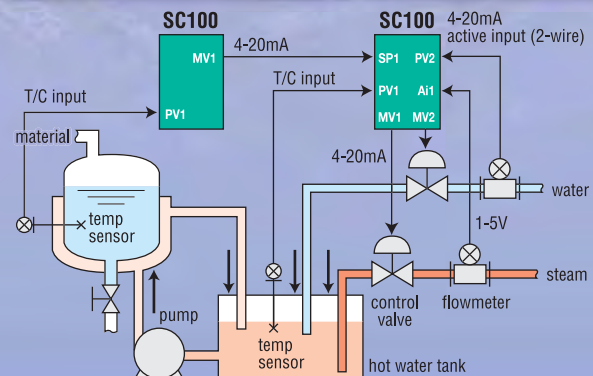 SC100
SC100
4-20mA
active input (2-wire)
MV1
4-20mA
SP1 PV2
T/C input
T/C input
PV1
PV1 Ai1
MV1 MV2
material
4-20mA
water
temp
sensor
1-5V
steam
pump
control
valve
flowmeter
temp
sensor
hot water tank